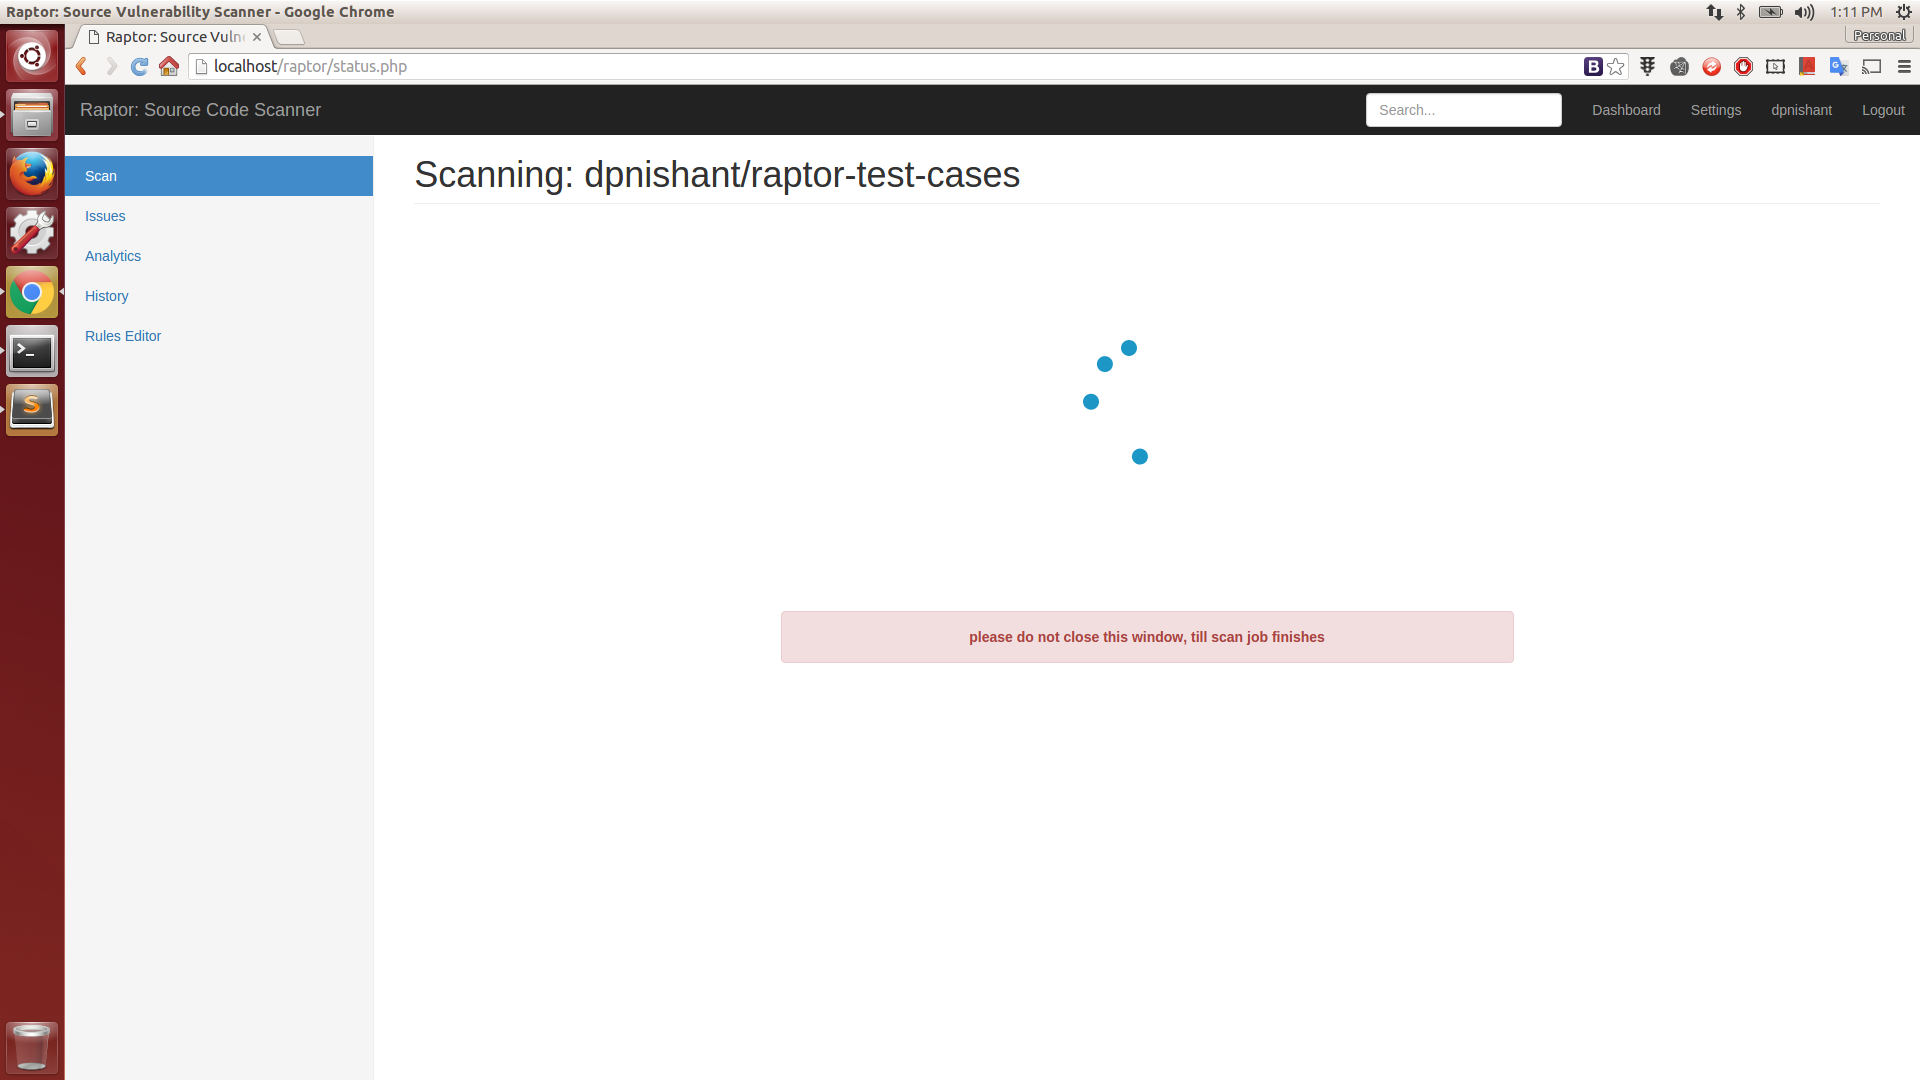 Raptor: Source Vulnerability Scanner - Google Chrome
1:11 PM
Raptor: Source Vuln
Personal
localhost/raptor/status.php
Raptor: Source Code Scanner
Search...
Dashboard
Settings
dpnishant
Logout
Scan
Issues
Analytics
History
Rules Editor
Scanning: dpnishant/raptor-test-cases
please do not close this window, till scan job finishes